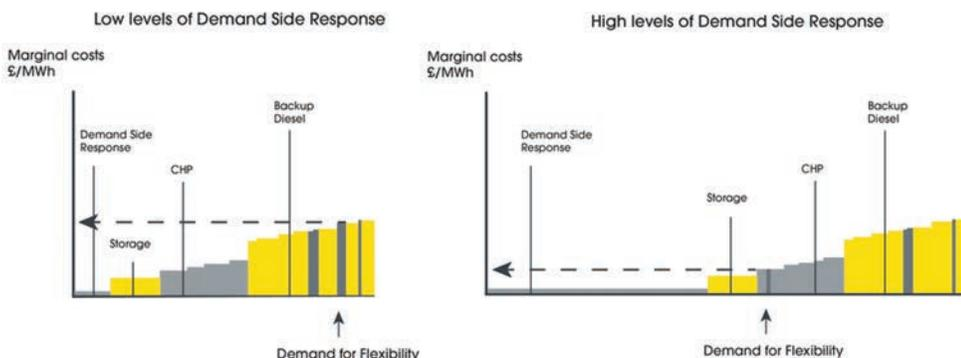 Low levels of Demand Side Response
Marginal costs
£/MWh
Demand Side
Response
Storage
CHP
Backup
Diesel
Demand for Flexibility
High levels of Demand Side Response
Marginal costs
£/MWh
Demand Side
Response
Storage
CHP
Backup
Diesel
Demand for Flexibility